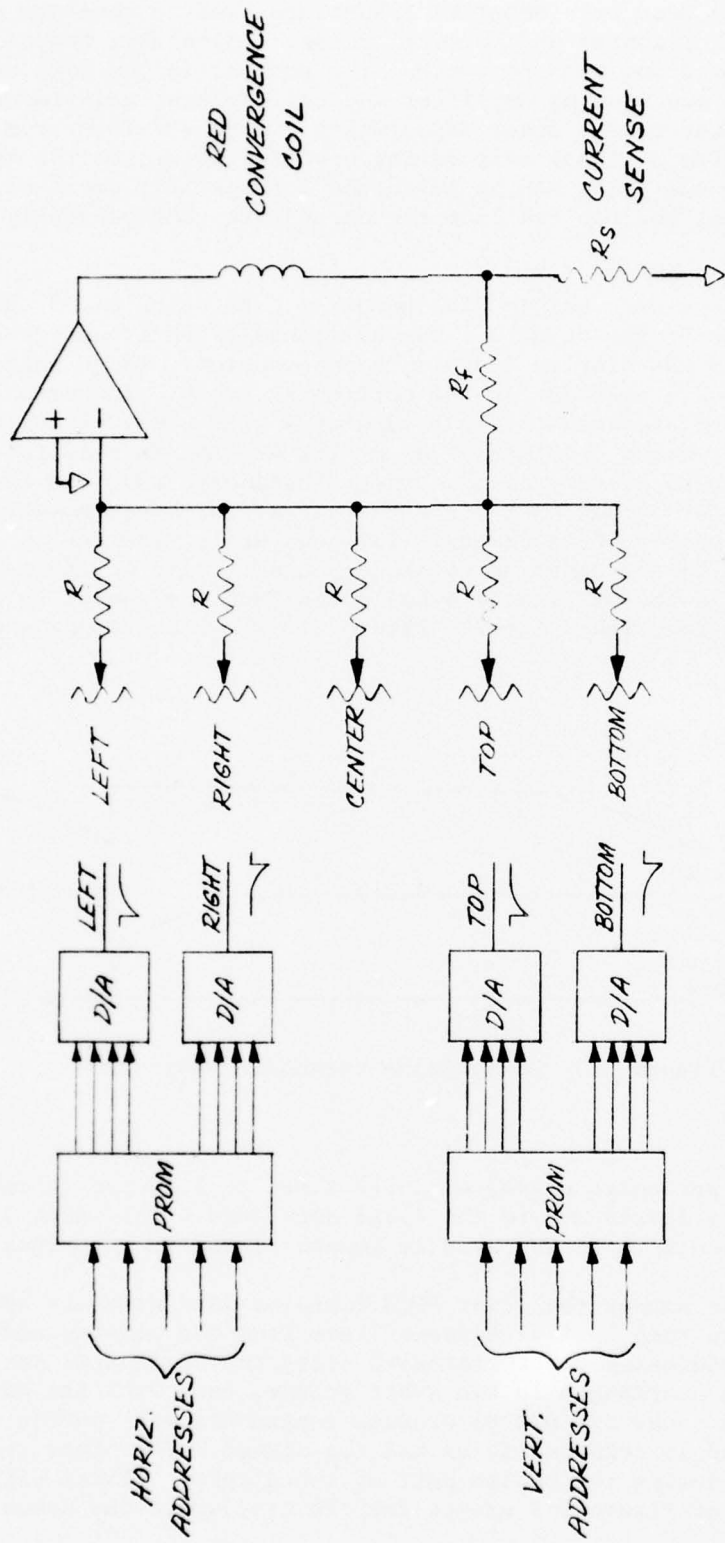 HORIZ.
ADDRESSES
PROM
D/A
LEFT
D/A
RIGHT
VERT.
ADDRESSES
PROM
D/A
TOP
D/A
BOTTOM
LEFT
R
RIGHT
R
CENTER
R
TOP
R
BOTTOM
R
+
−
Rf
RED
CONVERGENCE
COIL
RS
CURRENT
SENSE